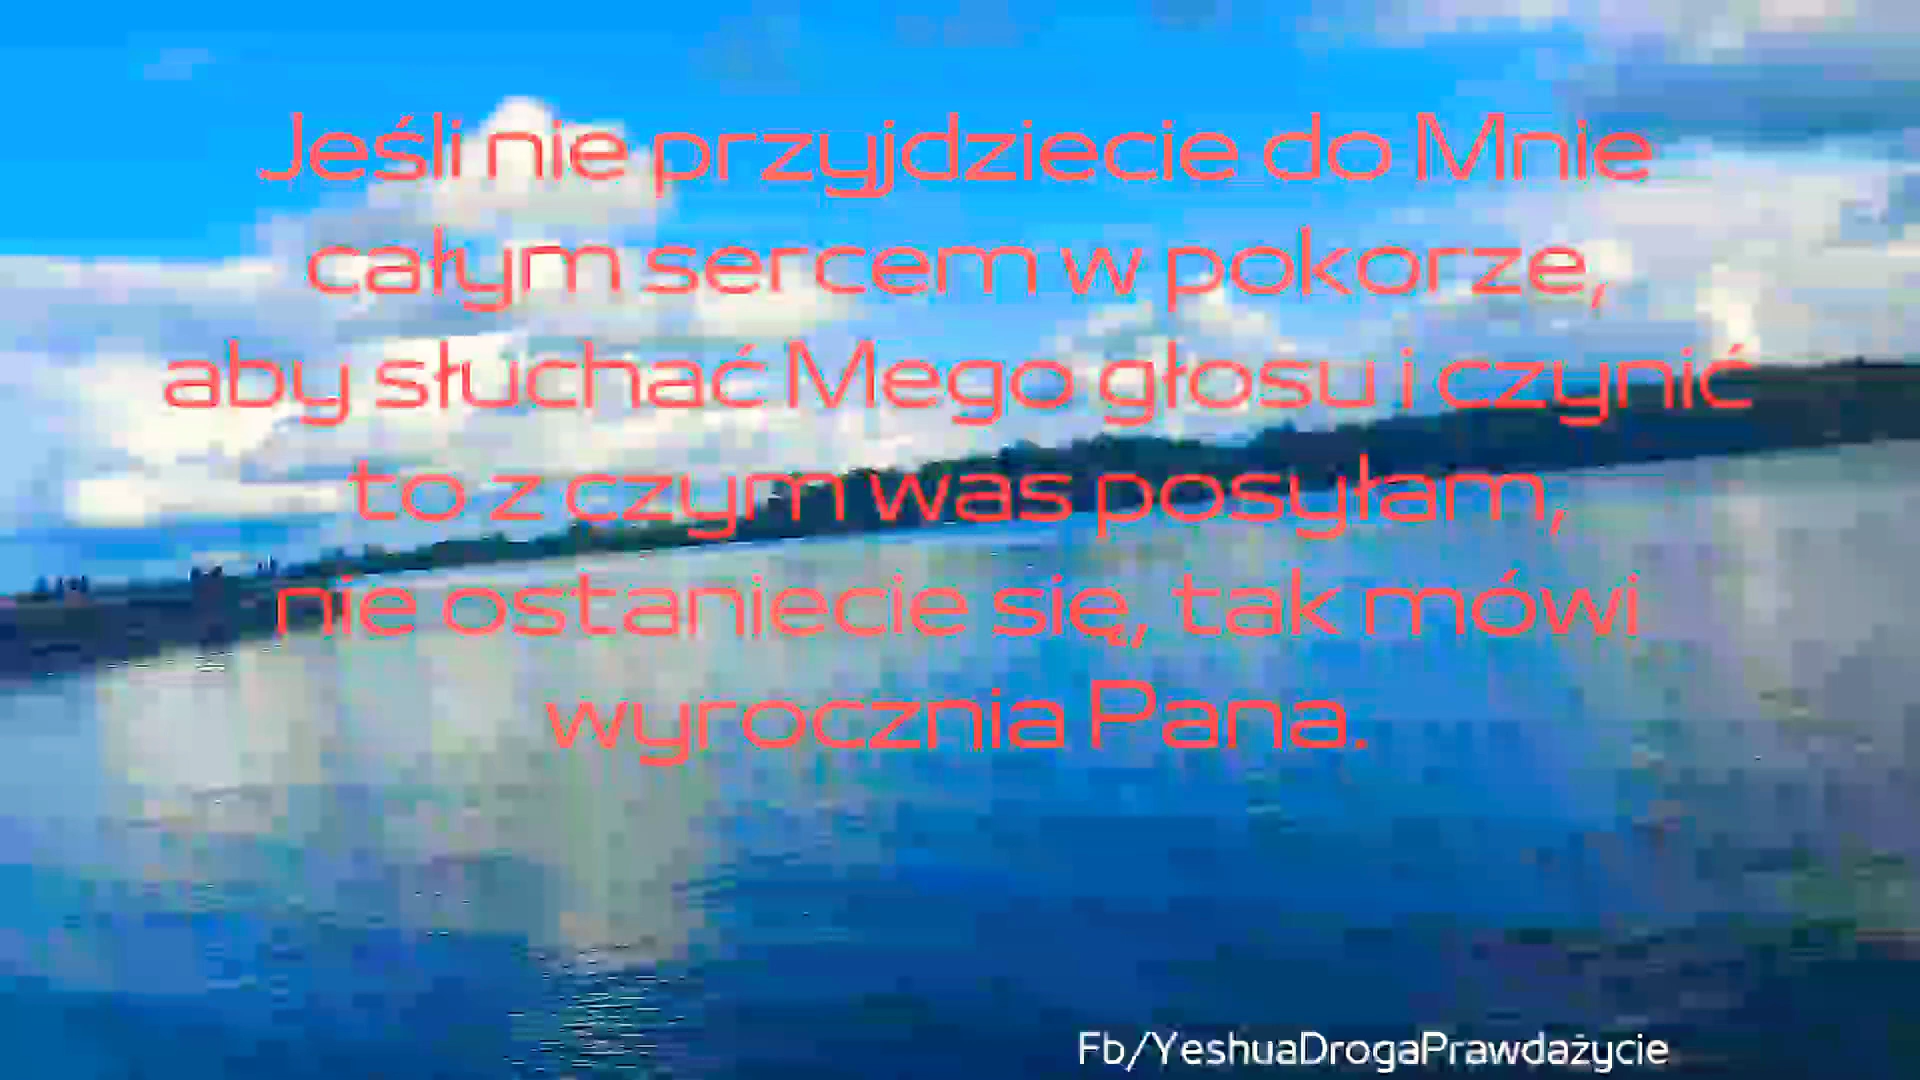 Jeśli nie przyjdziecie do Mnie
całym sercem w pokorze,
aby słuchać Mego głosu i czynić
to z czym was posyłam,
nie ostaniecie się, tak mówi
wyrocznia Pana.
Fb/YeshuaDrogaPrawdażycie